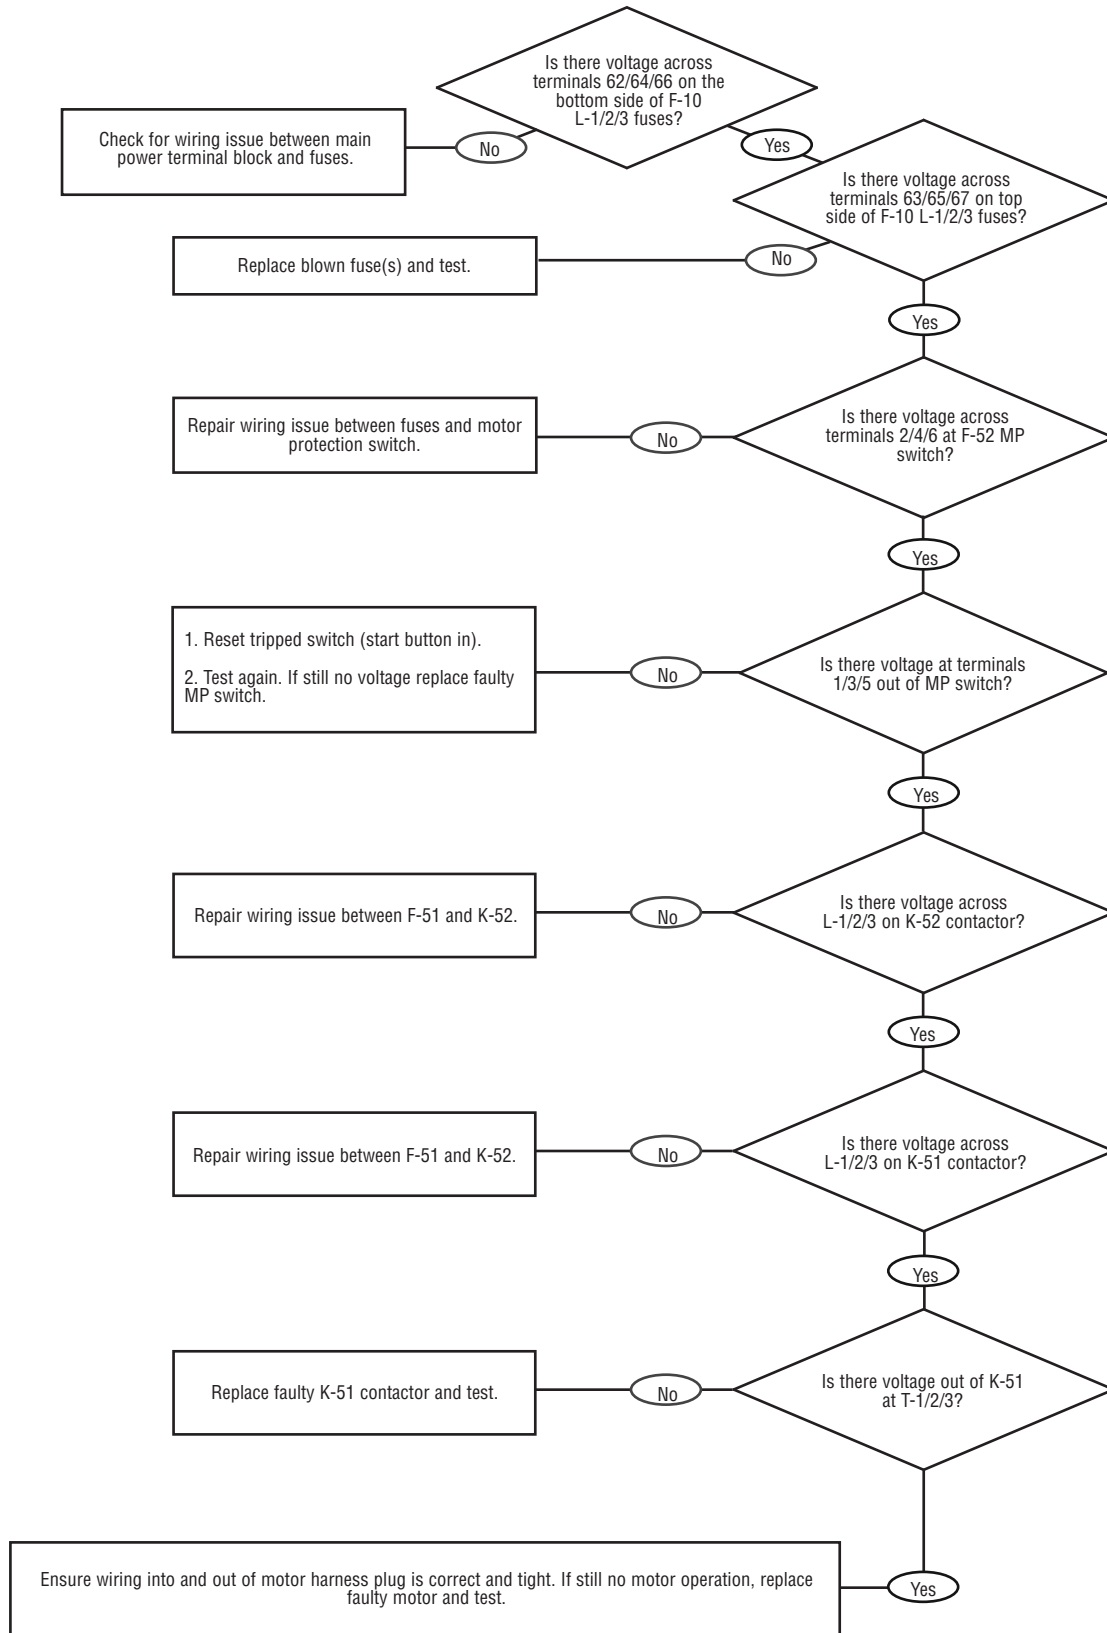 Is there voltage across
terminals 62/64/66 on the
bottom side of F-10
L-1/2/3 fuses?
No
Check for wiring issue between main
power terminal block and fuses.
Yes
Is there voltage across
terminals 63/65/67 on top
side of F-10 L-1/2/3 fuses?
No
Replace blown fuse(s) and test.
Yes
Is there voltage across
terminals 2/4/6 at F-52 MP
switch?
No
Repair wiring issue between fuses and motor
protection switch.
Yes
Is there voltage at terminals
1/3/5 out of MP switch?
No
1. Reset tripped switch (start button in).
2. Test again. If still no voltage replace faulty
MP switch.
Yes
Is there voltage across
L-1/2/3 on K-52 contactor?
No
Repair wiring issue between F-51 and K-52.
Yes
Is there voltage across
L-1/2/3 on K-51 contactor?
No
Repair wiring issue between F-51 and K-52.
Yes
Is there voltage out of K-51
at T-1/2/3?
No
Replace faulty K-51 contactor and test.
Yes
Ensure wiring into and out of motor harness plug is correct and tight. If still no motor operation, replace
faulty motor and test.